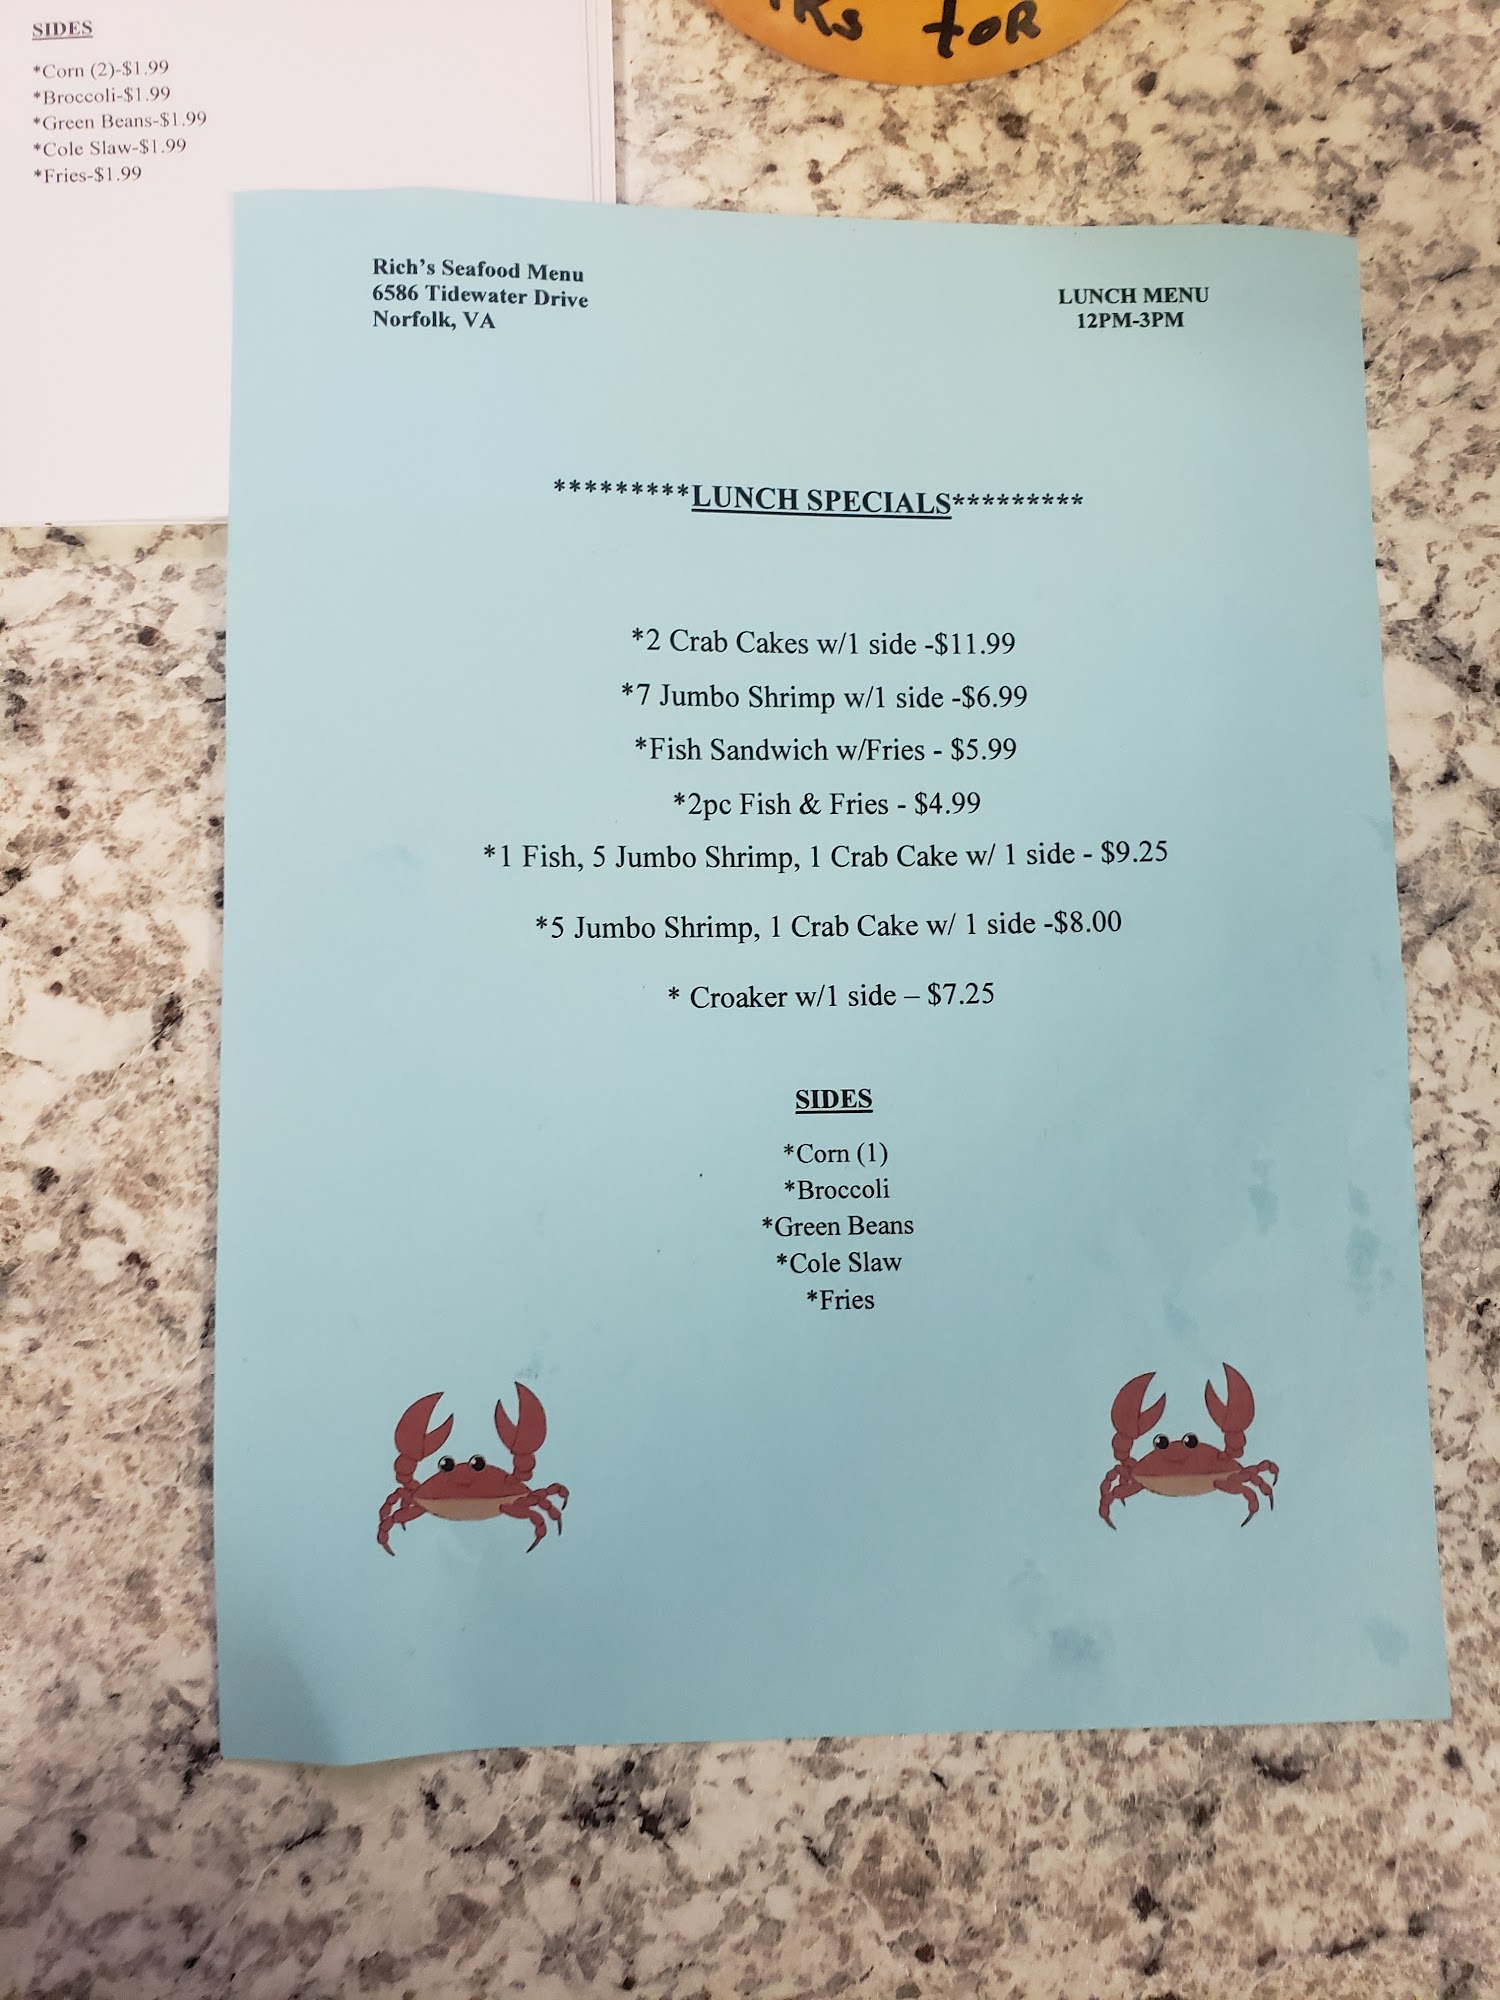 SIDES
*Corn (2)-$1.99
*Broccoli-$1.99
*Green Beans-$1.99
*Cole Slaw-$1.99
*Fries-$1.99
for
Rich's Seafood Menu
6586 Tidewater Drive
Norfolk, VA
LUNCH MENU
12PM-3PM
*********LUNCH SPECIALS*********
*2 Crab Cakes w/1 side -$11.99
*7 Jumbo Shrimp w/1 side -$6.99
*Fish Sandwich w/Fries - $5.99
*2pc Fish & Fries - $4.99
*1 Fish, 5 Jumbo Shrimp, 1 Crab Cake w/ 1 side - $9.25
*5 Jumbo Shrimp, 1 Crab Cake w/ 1 side -$8.00
* Croaker w/1 side – $7.25
SIDES
*Corn (1)
*Broccoli
*Green Beans
*Cole Slaw
*Fries